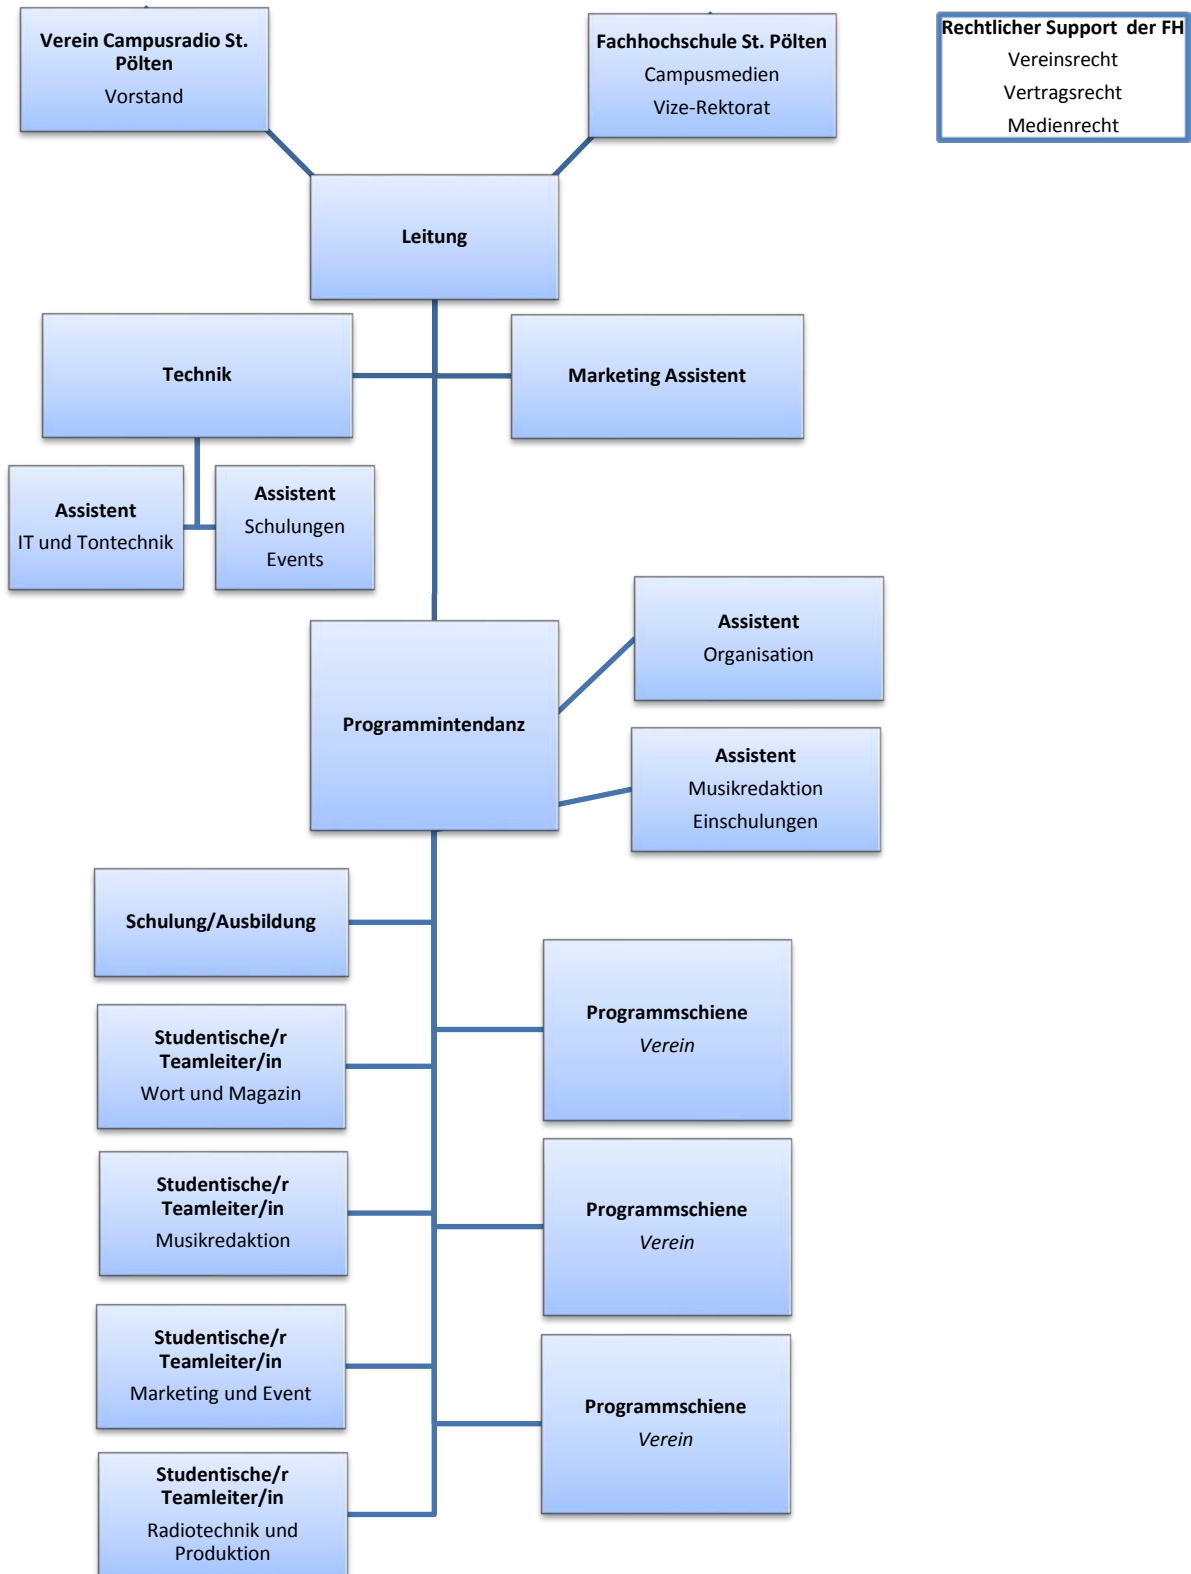 Verein Campusradio St.
Pölten
Vorstand
Fachhochschule St. Pölten
Campusmedien
Vize-Rektorat
Rechtlicher Support der FH
Vereinsrecht
Vertragsrecht
Medienrecht
Leitung
Technik
Marketing Assistent
Assistent
IT und Tontechnik
Assistent
Schulungen
Events
Programmintendanz
Assistent
Organisation
Assistent
Musikredaktion
Einschulungen
Schulung/Ausbildung
Studentische/r
Teamleiter/in
Wort und Magazin
Studentische/r
Teamleiter/in
Musikredaktion
Studentische/r
Teamleiter/in
Marketing und Event
Studentische/r
Teamleiter/in
Radiotechnik und
Produktion
Programmschiene
Verein
Programmschiene
Verein
Programmschiene
Verein